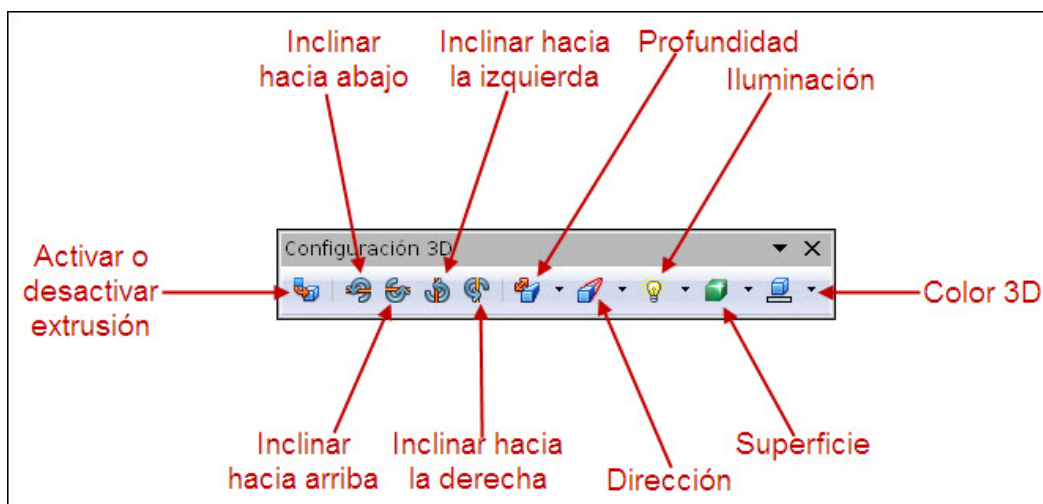 Inclinar
hacia abajo
Inclinar hacia
la izquierda
Profundidad
Iluminación
Configuración 3D
Activar o
desactivar
extrusión
Color 3D
Inclinar
hacia arriba
Inclinar hacia
la derecha
Dirección
Superficie